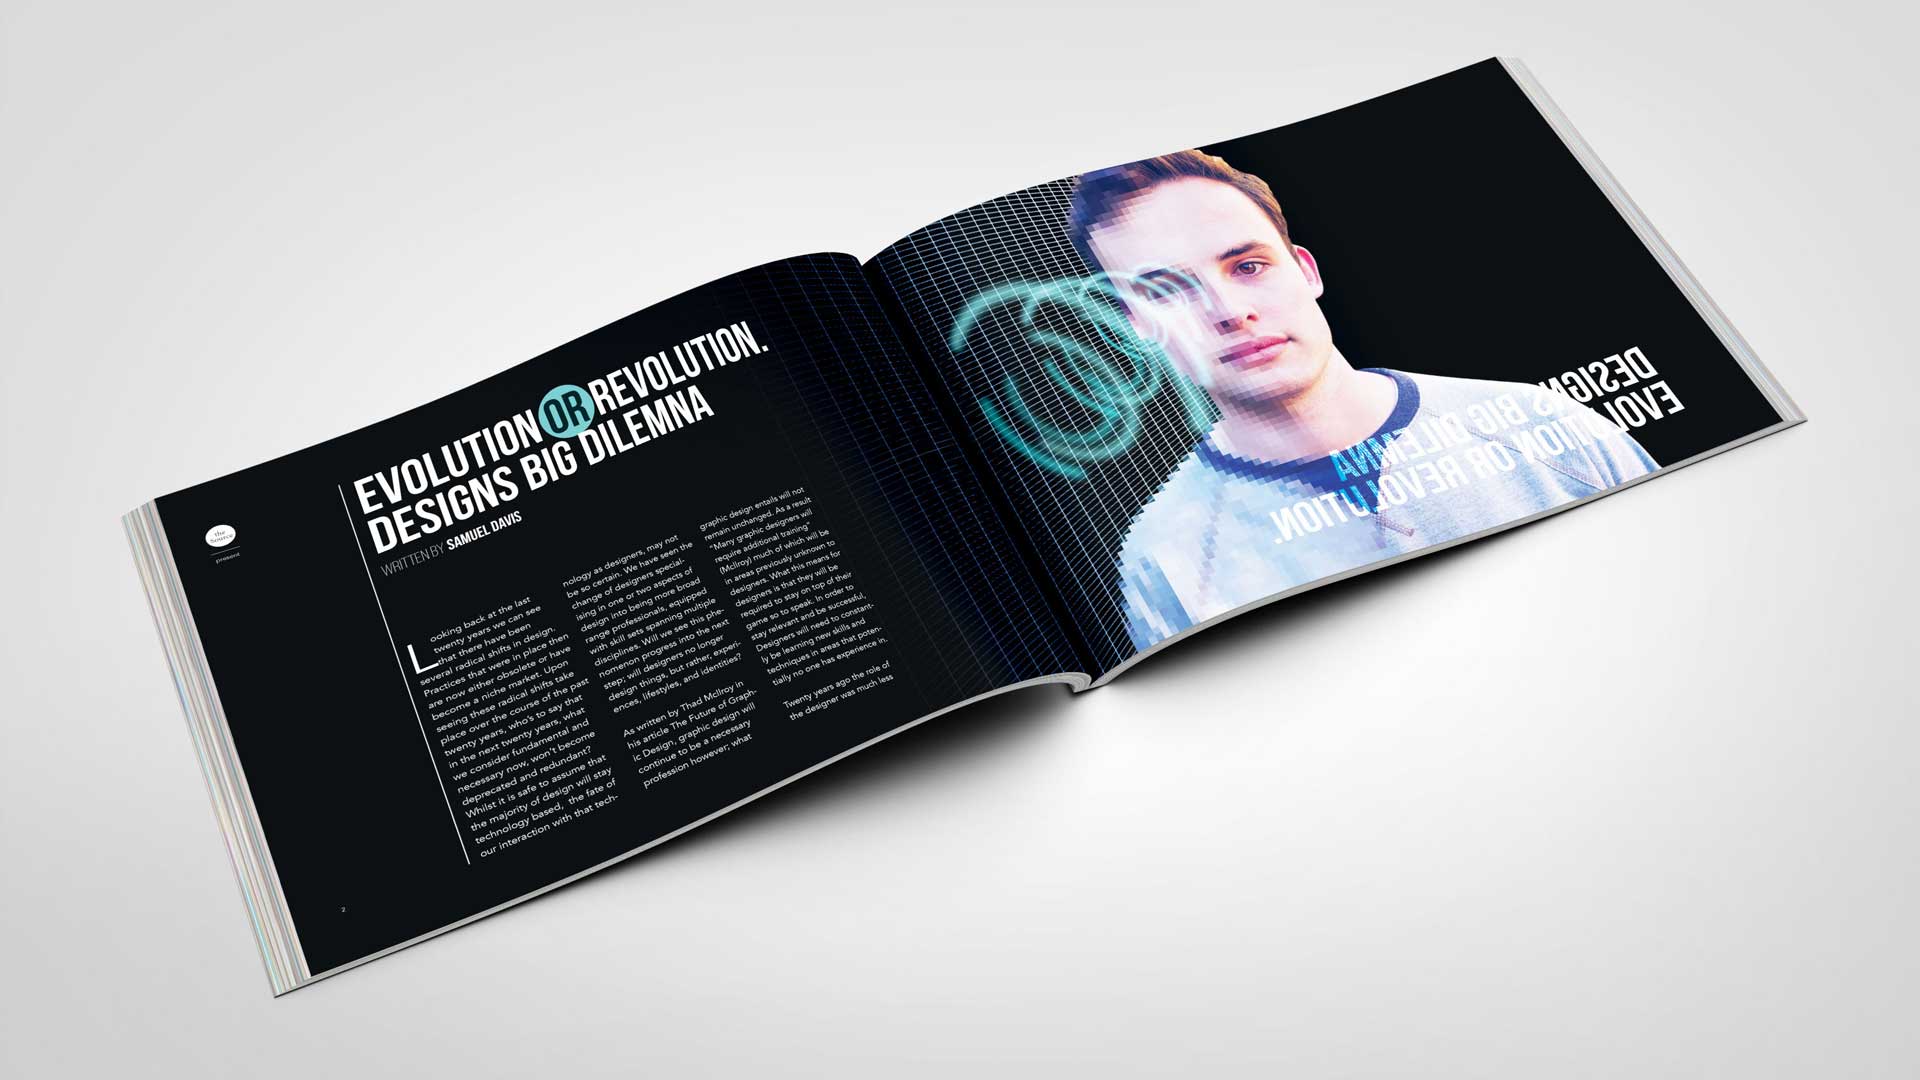 the
Source
present
EVOLUTION OR REVOLUTION.
DESIGNS BIG DILEMNA
WRITTEN BY SAMUEL DAVIS
Looking back at the last
twenty years we can see
that there have been
several radical shifts in design.
Practices that were in place then
are now either obsolete or have
become a niche market. Upon
seeing these radical shifts take
place over the course of the past
twenty years, who's to say that
in the next twenty years, what
we consider fundamental and
necessary now, won't become
deprecated and redundant?
Whilst it is safe to assume that
the majority of design will stay
technology based, the fate of
our interaction with that tech-
nology as designers, may not
be so certain. We have seen the
change of designers special-
ising in one or two aspects of
design into being more broad
range professionals, equipped
with skill sets spanning multiple
disciplines. Will we see this phe-
nomenon progress into the next
step; will designers no longer
design things, but rather, experi-
ences, lifestyles, and identities?
As written by Thad McIlroy in
his article The Future of Graph-
ic Design, graphic design will
continue to be a necessary
profession however; what
graphic design entails will not
remain unchanged. As a result
"Many graphic designers will
require additional training"
(McIlroy) much of which will be
in areas previously unknown to
designers. What this means for
designers is that they will be
required to stay on top of their
game so to speak. In order to
stay relevant and be successful,
Designers will need to constant-
ly be learning new skills and
techniques in areas that poten-
tially no one has experience in.
Twenty years ago the role of
the designer was much less
2
EVOLUTION OR REVOLUTION.
DESIGNS BIG DILEMNA